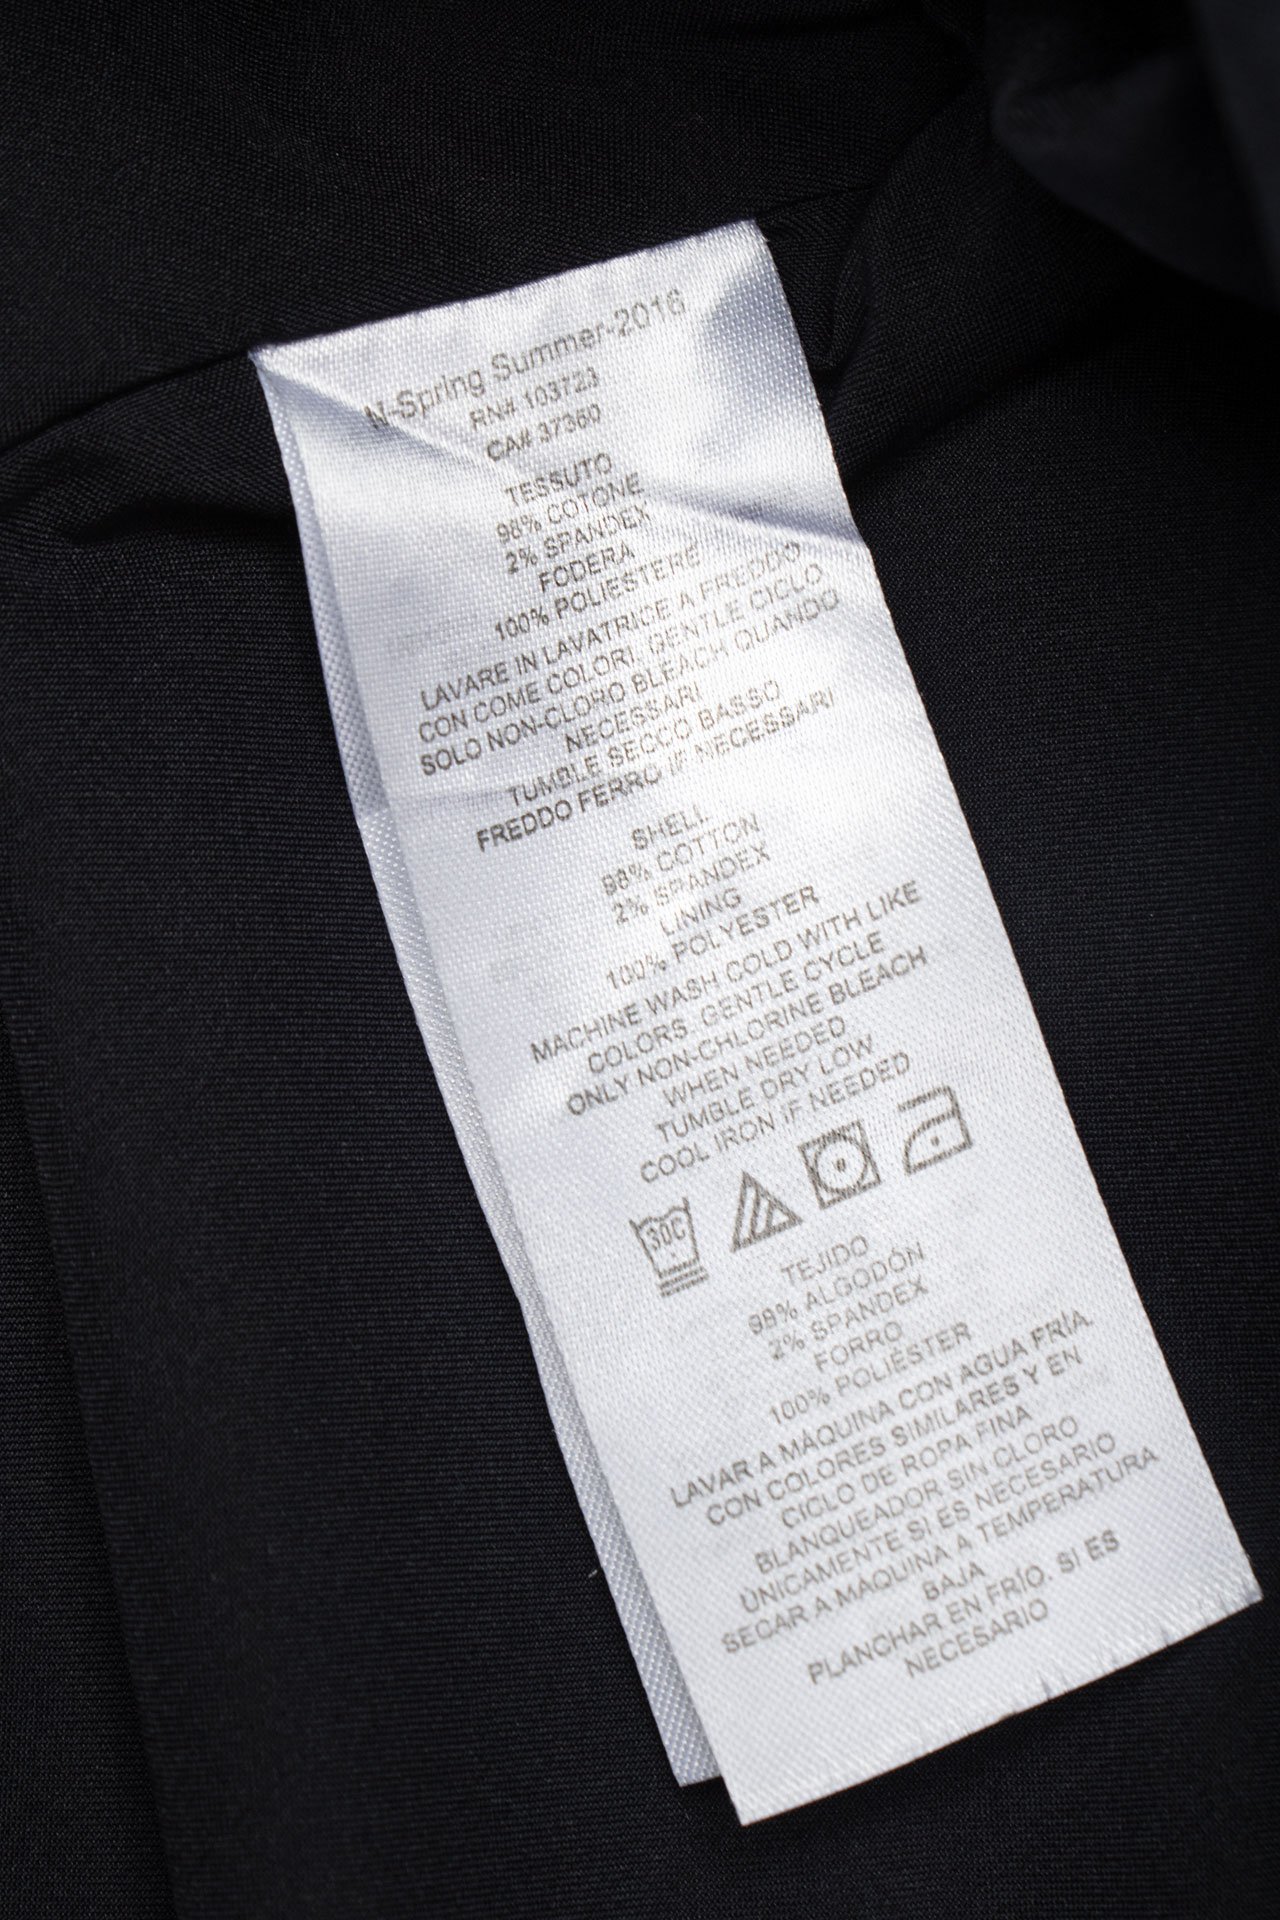 N-Spring Summer-2016
RN# 103723
CA# 37360
TESSUTO
98% COTONE
2% SPANDEX
FODERA
100% POLIESTERE
LAVARE IN LAVATRICE A FREDDO
CON COME COLORI, GENTLE CICLO
SOLO NON-CLORO BLEACH QUANDO
NECESSARI
TUMBLE SECCO BASSO
FREDDO FERRO IF NECESSARI
SHELL
98% COTTON
2% SPANDEX
LINING
100% POLYESTER
MACHINE WASH COLD WITH LIKE
COLORS. GENTLE CYCLE
ONLY NON-CHLORINE BLEACH
WHEN NEEDED
TUMBLE DRY LOW
COOL IRON IF NEEDED
30C
TEJIDO
98% ALGODÓN
2% SPANDEX
FORRO
100% POLIÉSTER
LAVAR A MÁQUINA CON AGUA FRÍA.
CON COLORES SIMILARES Y EN
CICLO DE ROPA FINA
BLANQUEADOR SIN CLORO
ÚNICAMENTE SI ES NECESARIO
SECAR A MÁQUINA A TEMPERATURA
BAJA
PLANCHAR EN FRÍO. SI ES
NECESARIO